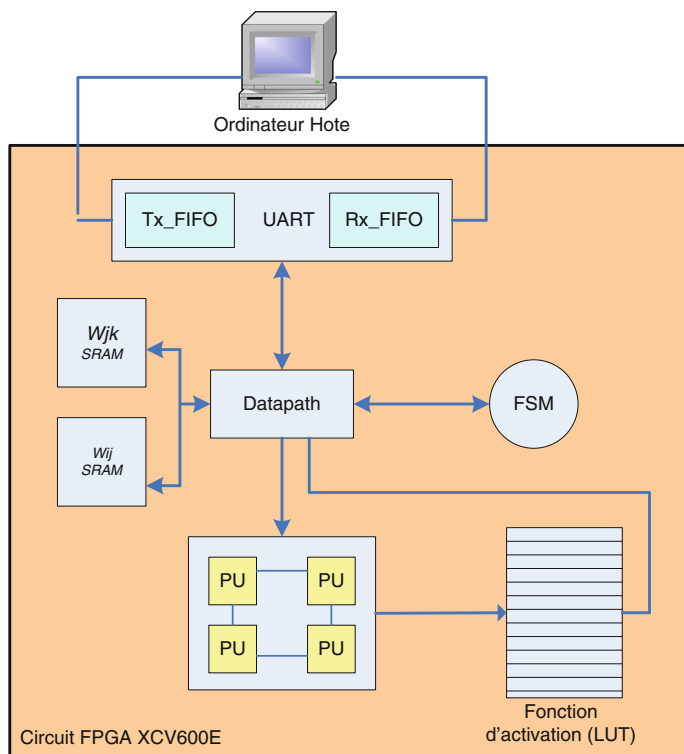 Ordinateur Hote
Tx_FIFO
UART
Rx_FIFO
Wjk
SRAM
Datapath
FSM
Wij
SRAM
PU
PU
PU
PU
Fonction
d'activation (LUT)
Circuit FPGA XCV600E